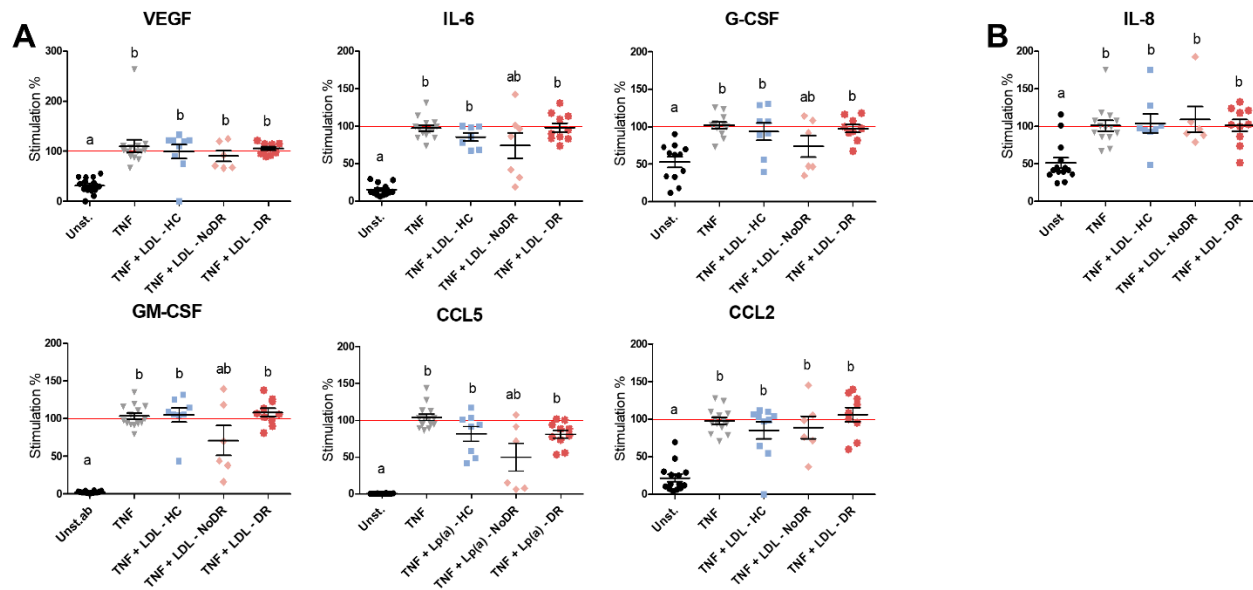 A
VEGF
Stimulation %
300
200
100
0
a
b
b
b
b
Unst.
TNF
TNF + LDL - HC
TNF + LDL - NoDR
TNF + LDL - DR
IL-6
Stimulation %
200
150
100
50
0
a
b
b
ab
b
Unst.
TNF
TNF + LDL - HC
TNF + LDL - NoDR
TNF + LDL - DR
G-CSF
Stimulation %
200
150
100
50
0
a
b
b
ab
b
Unst.
TNF
TNF + LDL - HC
TNF + LDL - NoDR
TNF + LDL - DR
B
IL-8
Stimulation %
200
150
100
50
0
a
b
b
b
b
Unst.
TNF
TNF + LDL - HC
TNF + LDL - NoDR
TNF + LDL - DR
GM-CSF
Stimulation %
200
150
100
50
0
a
b
b
ab
b
Unst.ab
TNF
TNF + LDL - HC
TNF + LDL - NoDR
TNF + LDL - DR
CCL5
Stimulation %
200
150
100
50
0
a
b
b
ab
b
Unst.
TNF
TNF + Lp(a) - HC
TNF + Lp(a) - NoDR
TNF + Lp(a) - DR
CCL2
Stimulation %
200
150
100
50
0
a
b
b
b
b
Unst.
TNF
TNF + LDL - HC
TNF + LDL - NoDR
TNF + LDL - DR